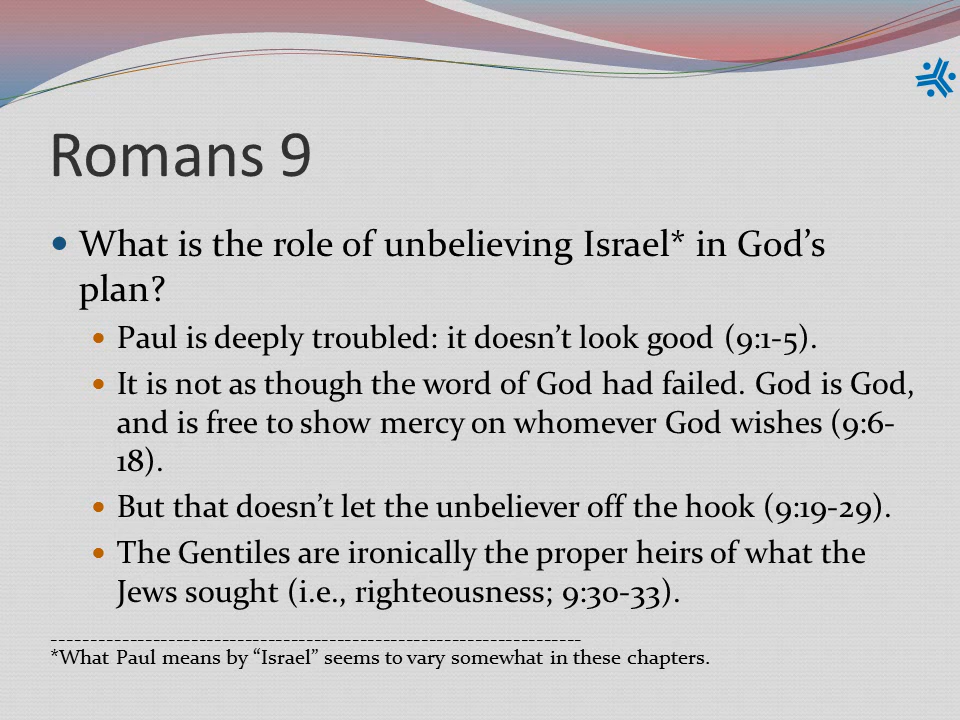 Romans 9
What is the role of unbelieving Israel* in God’s
plan?
Paul is deeply troubled: it doesn’t look good (9:1-5).
It is not as though the word of God had failed. God is God,
and is free to show mercy on whomever God wishes (9:6-
18).
But that doesn’t let the unbeliever off the hook (9:19-29).
The Gentiles are ironically the proper heirs of what the
Jews sought (i.e., righteousness; 9:30-33).
*What Paul means by “Israel” seems to vary somewhat in these chapters.